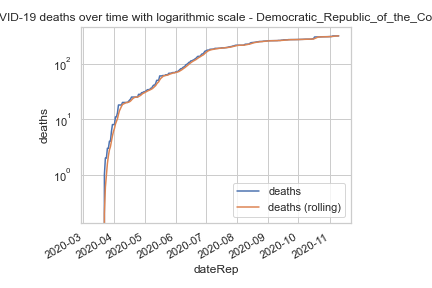 VID-19 deaths over time with logarithmic scale - Democratic_Republic_of_the_Co
deaths
10²
10¹
10⁰
deaths
deaths (rolling)
2020-03
2020-04
2020-05
2020-06
2020-07
2020-08
2020-09
2020-10
2020-11
dateRep